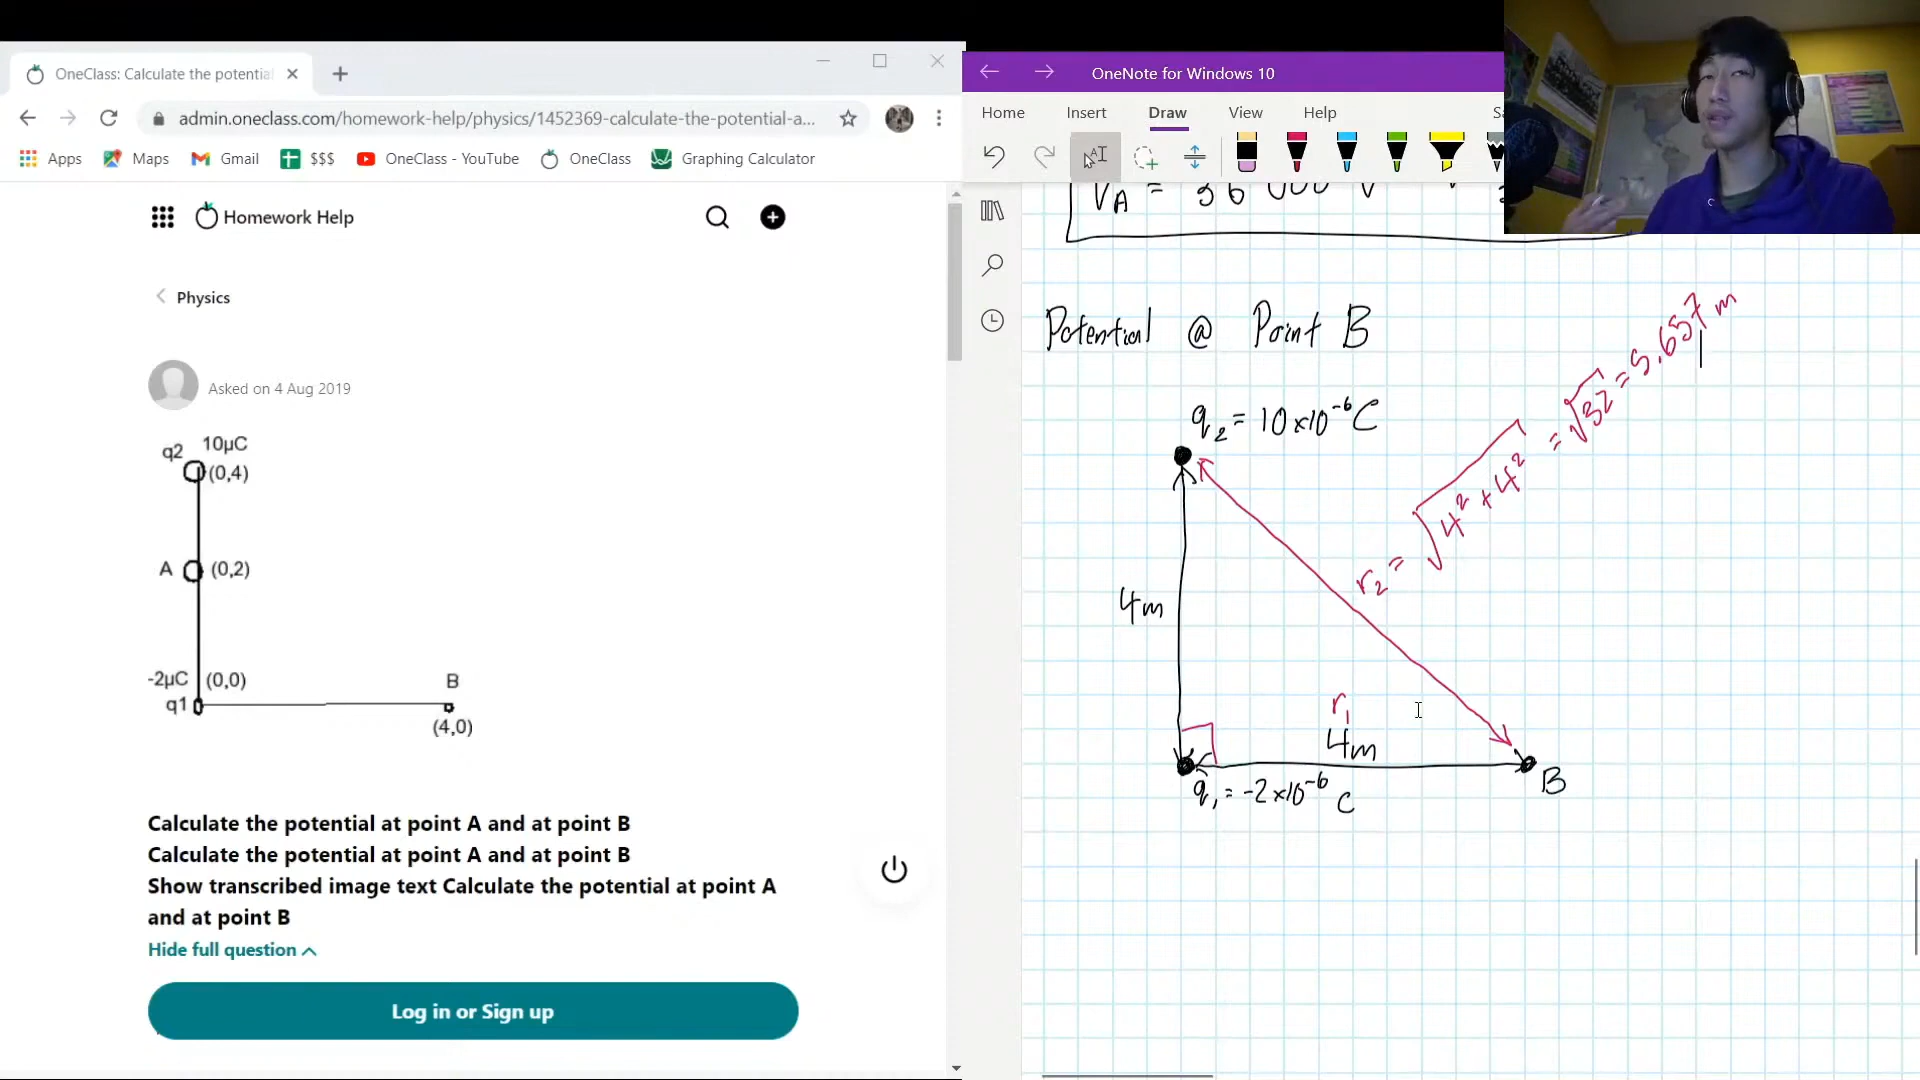 OneClass: Calculate the potential
admin.oneclass.com/homework-help/physics/1452369-calculate-the-potential-a...
Apps Maps Gmail $$$ OneClass - YouTube OneClass Graphing Calculator
Homework Help
Physics
Asked on 4 Aug 2019
q2 10µC
(0,4)
A (0,2)
-2µC (0,0)
q1
B
(4,0)
Calculate the potential at point A and at point B
Calculate the potential at point A and at point B
Show transcribed image text Calculate the potential at point A
and at point B
Hide full question
Log in or Sign up
OneNote for Windows 10
Home Insert Draw View Help
V_A = 36 000 V
Potential @ Point B
q₂ = 10×10⁻⁶ C
r₂ = √4² + 4² = √32 = 5.657 m
4m
r₁
4m
B
q₁ = -2×10⁻⁶ C